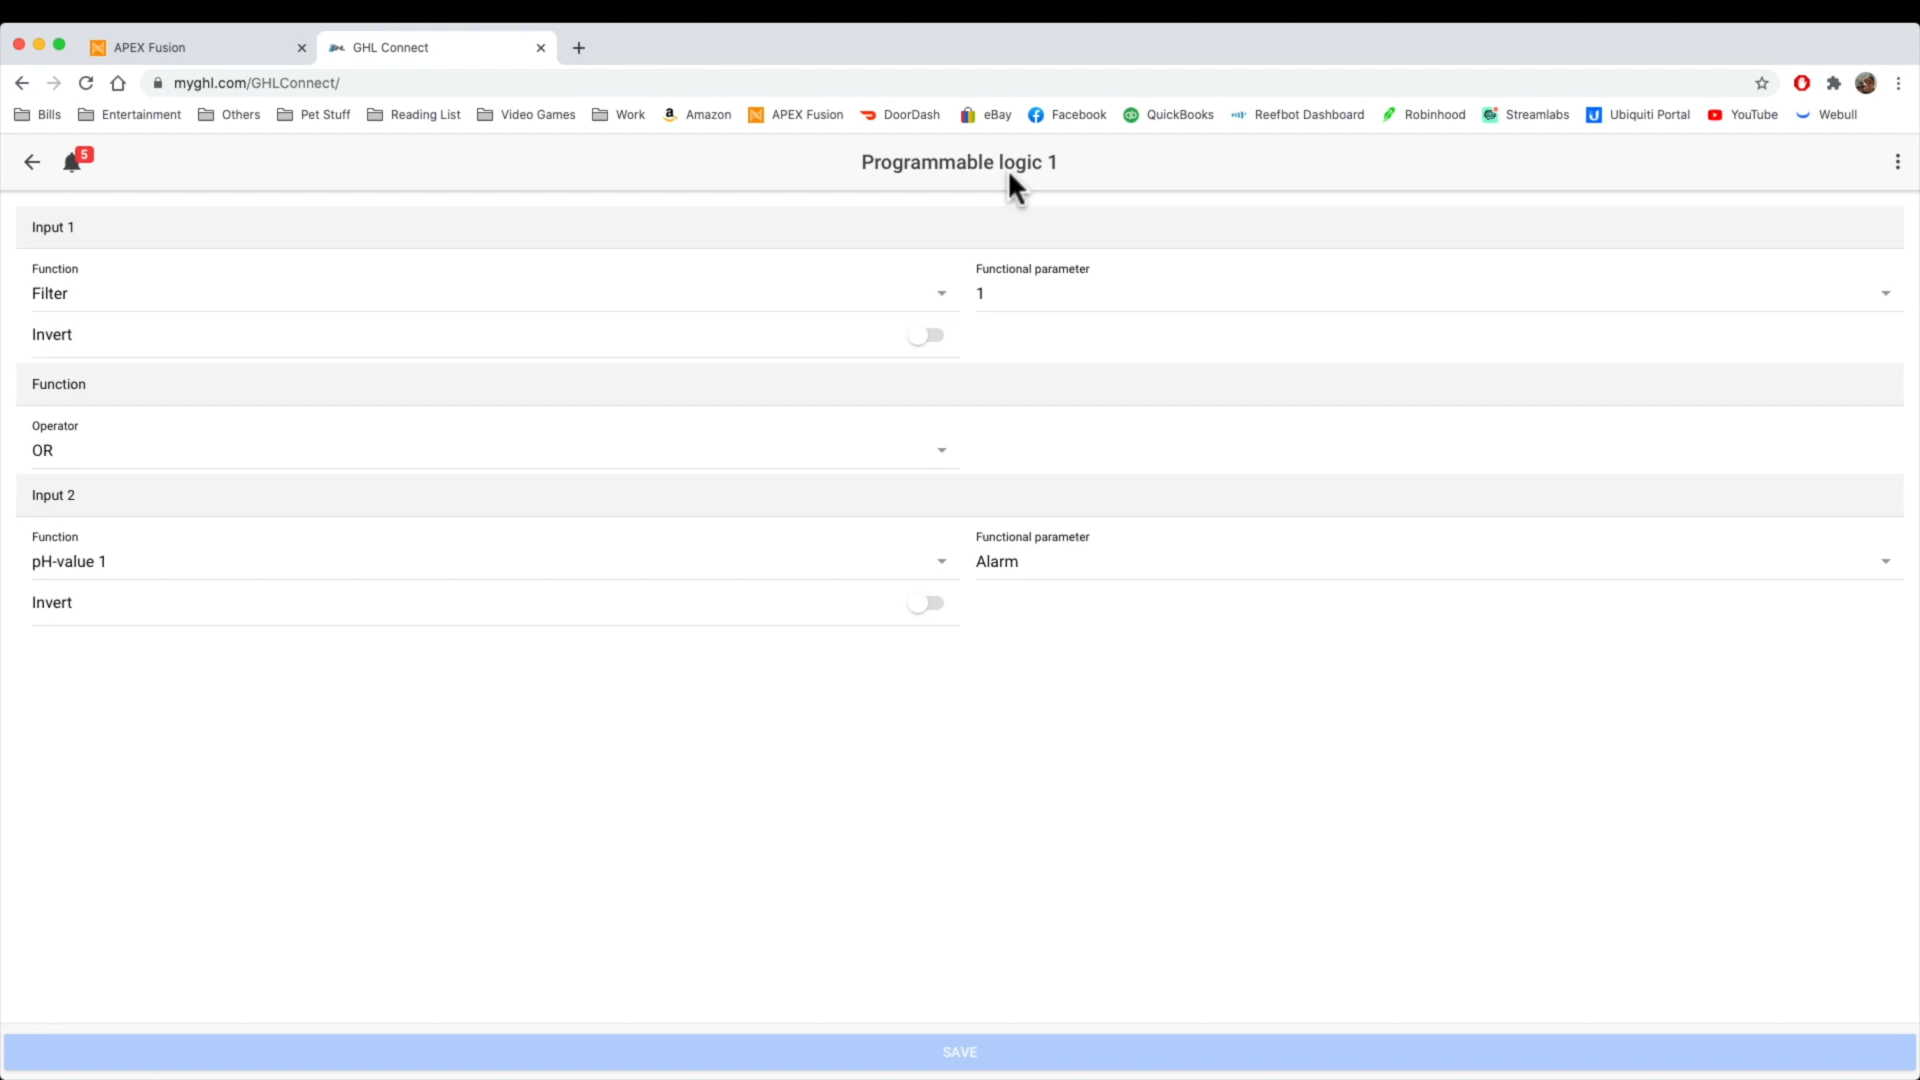 APEX Fusion
GHL Connect
myghl.com/GHLConnect/
Bills Entertainment Others Pet Stuff Reading List Video Games Work Amazon APEX Fusion DoorDash eBay Facebook QuickBooks Reefbot Dashboard Robinhood Streamlabs Ubiquiti Portal YouTube Webull
5
Programmable logic 1
Input 1
Function
Filter
Functional parameter
1
Invert
Function
Operator
OR
Input 2
Function
pH-value 1
Functional parameter
Alarm
Invert
SAVE